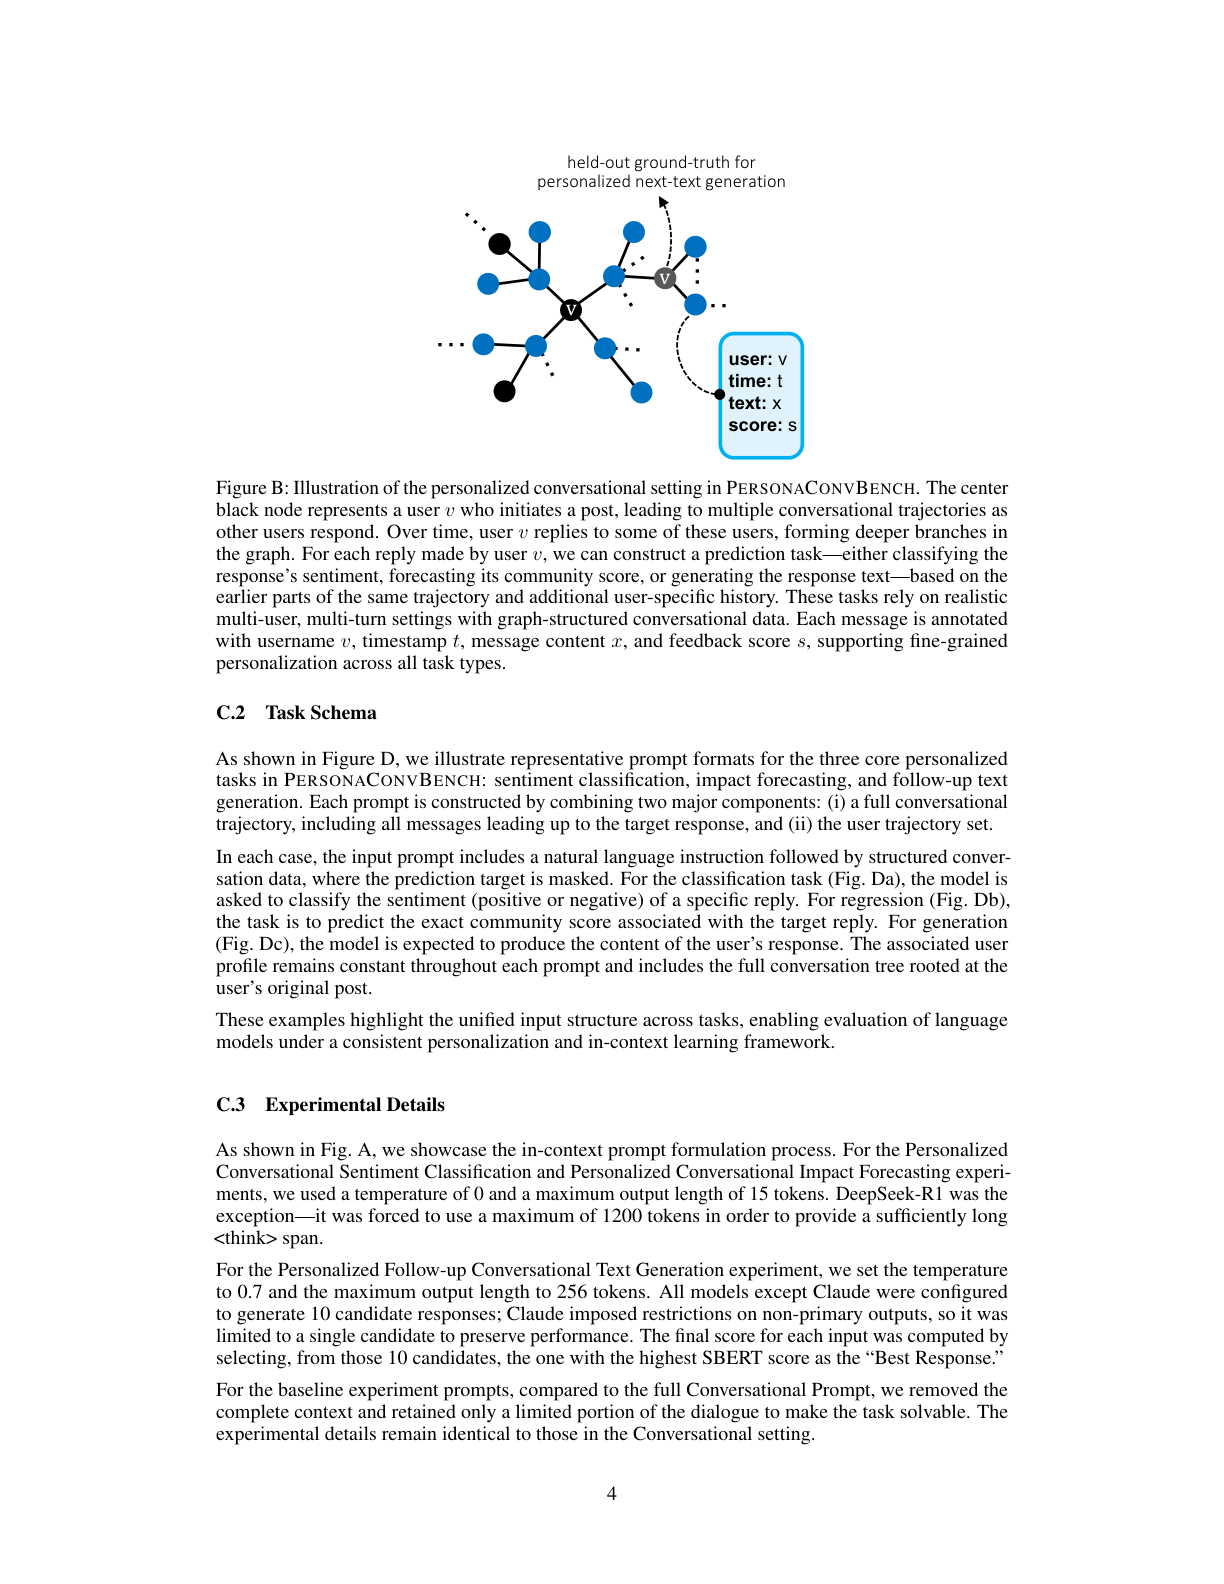 held-out ground-truth for
personalized next-text generation
V
V
user: v
time: t
text: x
score: s
Figure B: Illustration of the personalized conversational setting in PERSONACONVBENCH. The center
black node represents a user v who initiates a post, leading to multiple conversational trajectories as
other users respond. Over time, user v replies to some of these users, forming deeper branches in
the graph. For each reply made by user v, we can construct a prediction task—either classifying the
response's sentiment, forecasting its community score, or generating the response text—based on the
earlier parts of the same trajectory and additional user-specific history. These tasks rely on realistic
multi-user, multi-turn settings with graph-structured conversational data. Each message is annotated
with username v, timestamp t, message content x, and feedback score s, supporting fine-grained
personalization across all task types.
C.2 Task Schema
As shown in Figure D, we illustrate representative prompt formats for the three core personalized
tasks in PERSONACONVBENCH: sentiment classification, impact forecasting, and follow-up text
generation. Each prompt is constructed by combining two major components: (i) a full conversational
trajectory, including all messages leading up to the target response, and (ii) the user trajectory set.
In each case, the input prompt includes a natural language instruction followed by structured conver-
sation data, where the prediction target is masked. For the classification task (Fig. Da), the model is
asked to classify the sentiment (positive or negative) of a specific reply. For regression (Fig. Db),
the task is to predict the exact community score associated with the target reply. For generation
(Fig. Dc), the model is expected to produce the content of the user's response. The associated user
profile remains constant throughout each prompt and includes the full conversation tree rooted at the
user's original post.
These examples highlight the unified input structure across tasks, enabling evaluation of language
models under a consistent personalization and in-context learning framework.
C.3 Experimental Details
As shown in Fig. A, we showcase the in-context prompt formulation process. For the Personalized
Conversational Sentiment Classification and Personalized Conversational Impact Forecasting experi-
ments, we used a temperature of 0 and a maximum output length of 15 tokens. DeepSeek-R1 was the
exception—it was forced to use a maximum of 1200 tokens in order to provide a sufficiently long
<think> span.
For the Personalized Follow-up Conversational Text Generation experiment, we set the temperature
to 0.7 and the maximum output length to 256 tokens. All models except Claude were configured
to generate 10 candidate responses; Claude imposed restrictions on non-primary outputs, so it was
limited to a single candidate to preserve performance. The final score for each input was computed by
selecting, from those 10 candidates, the one with the highest SBERT score as the “Best Response.”
For the baseline experiment prompts, compared to the full Conversational Prompt, we removed the
complete context and retained only a limited portion of the dialogue to make the task solvable. The
experimental details remain identical to those in the Conversational setting.
4